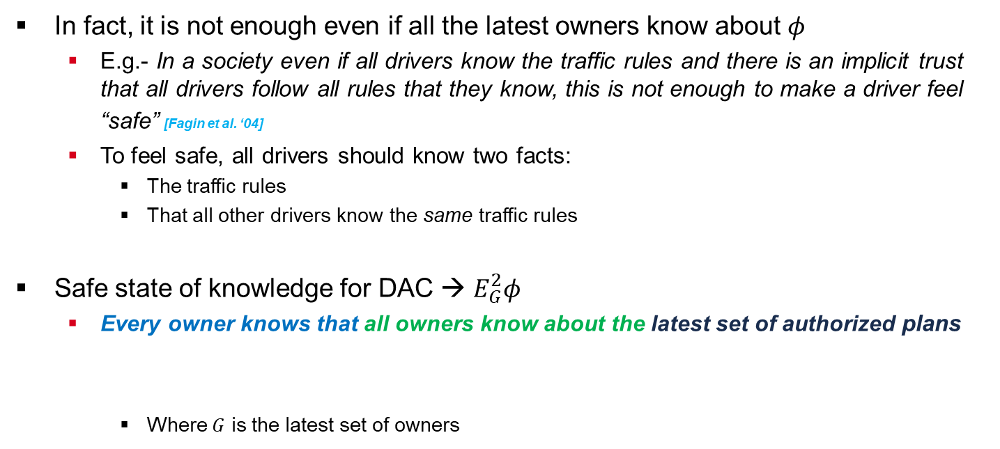 ▪ In fact, it is not enough even if all the latest owners know about 𝜙
▪ E.g.- In a society even if all drivers know the traffic rules and there is an implicit trust
that all drivers follow all rules that they know, this is not enough to make a driver feel
“safe” [Fagin et al. ‘04]
▪ To feel safe, all drivers should know two facts:
▪ The traffic rules
▪ That all other drivers know the same traffic rules
▪ Safe state of knowledge for DAC → 𝐸_𝐺^2 𝜙
▪ Every owner knows that all owners know about the latest set of authorized plans
▪ Where 𝐺 is the latest set of owners